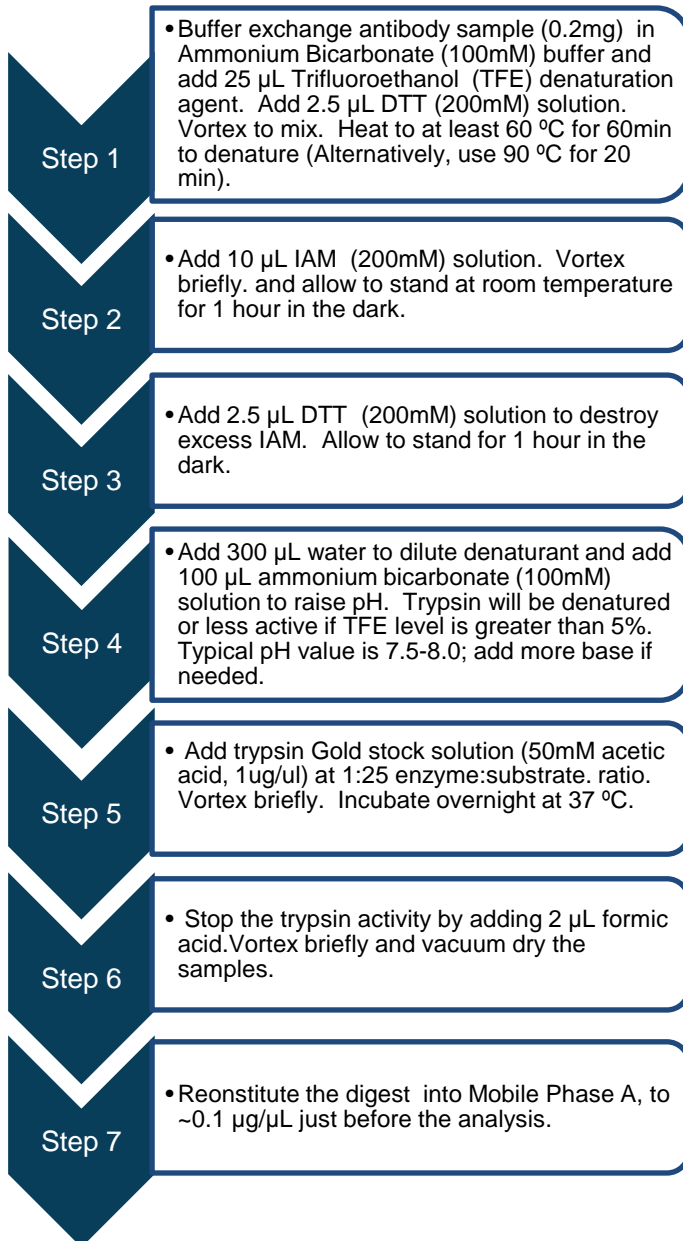 Step 1
•Buffer exchange antibody sample (0.2mg)  in
Ammonium Bicarbonate (100mM) buffer and
add 25 µL Trifluoroethanol  (TFE) denaturation
agent.  Add 2.5 µL DTT (200mM) solution.
Vortex to mix.  Heat to at least 60 ºC for 60min
to denature (Alternatively, use 90 ºC for 20
min).
Step 2
•Add 10 µL IAM  (200mM) solution.  Vortex
briefly. and allow to stand at room temperature
for 1 hour in the dark.
Step 3
•Add 2.5 µL DTT  (200mM) solution to destroy
excess IAM.  Allow to stand for 1 hour in the
dark.
Step 4
•Add 300 µL water to dilute denaturant and add
100 µL ammonium bicarbonate (100mM)
solution to raise pH.  Trypsin will be denatured
or less active if TFE level is greater than 5%.
Typical pH value is 7.5-8.0; add more base if
needed.
Step 5
• Add trypsin Gold stock solution (50mM acetic
acid, 1ug/ul) at 1:25 enzyme:substrate. ratio.
Vortex briefly.  Incubate overnight at 37 ºC.
Step 6
• Stop the trypsin activity by adding 2 µL formic
acid.Vortex briefly and vacuum dry the
samples.
Step 7
•Reconstitute the digest  into Mobile Phase A, to
~0.1 µg/µL just before the analysis.